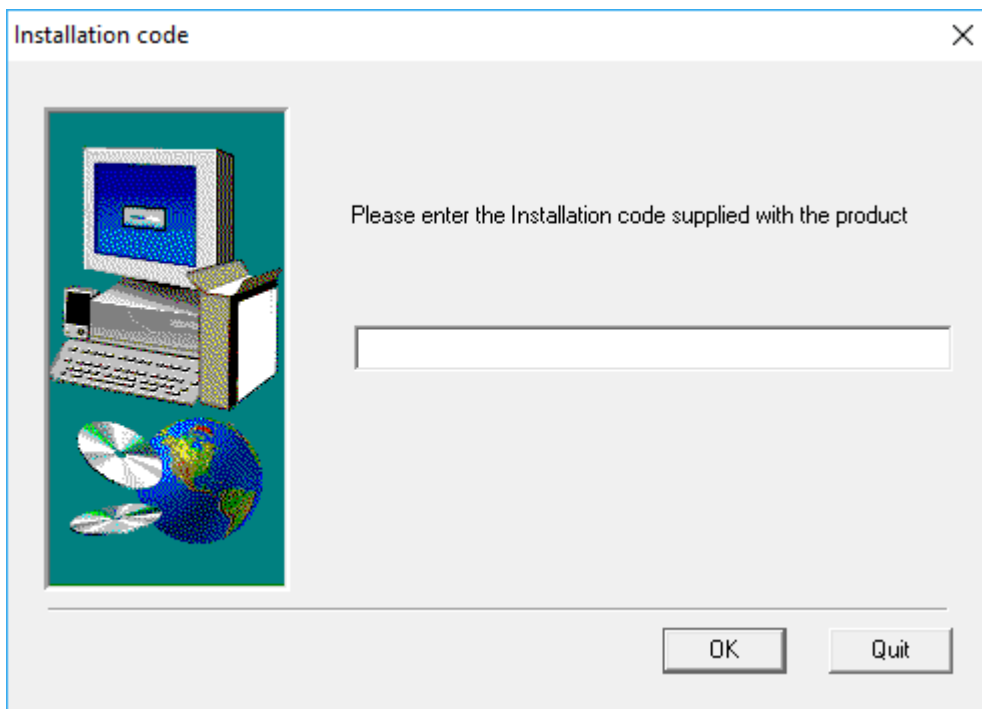 Installation code
Please enter the Installation code supplied with the product
OK
Quit